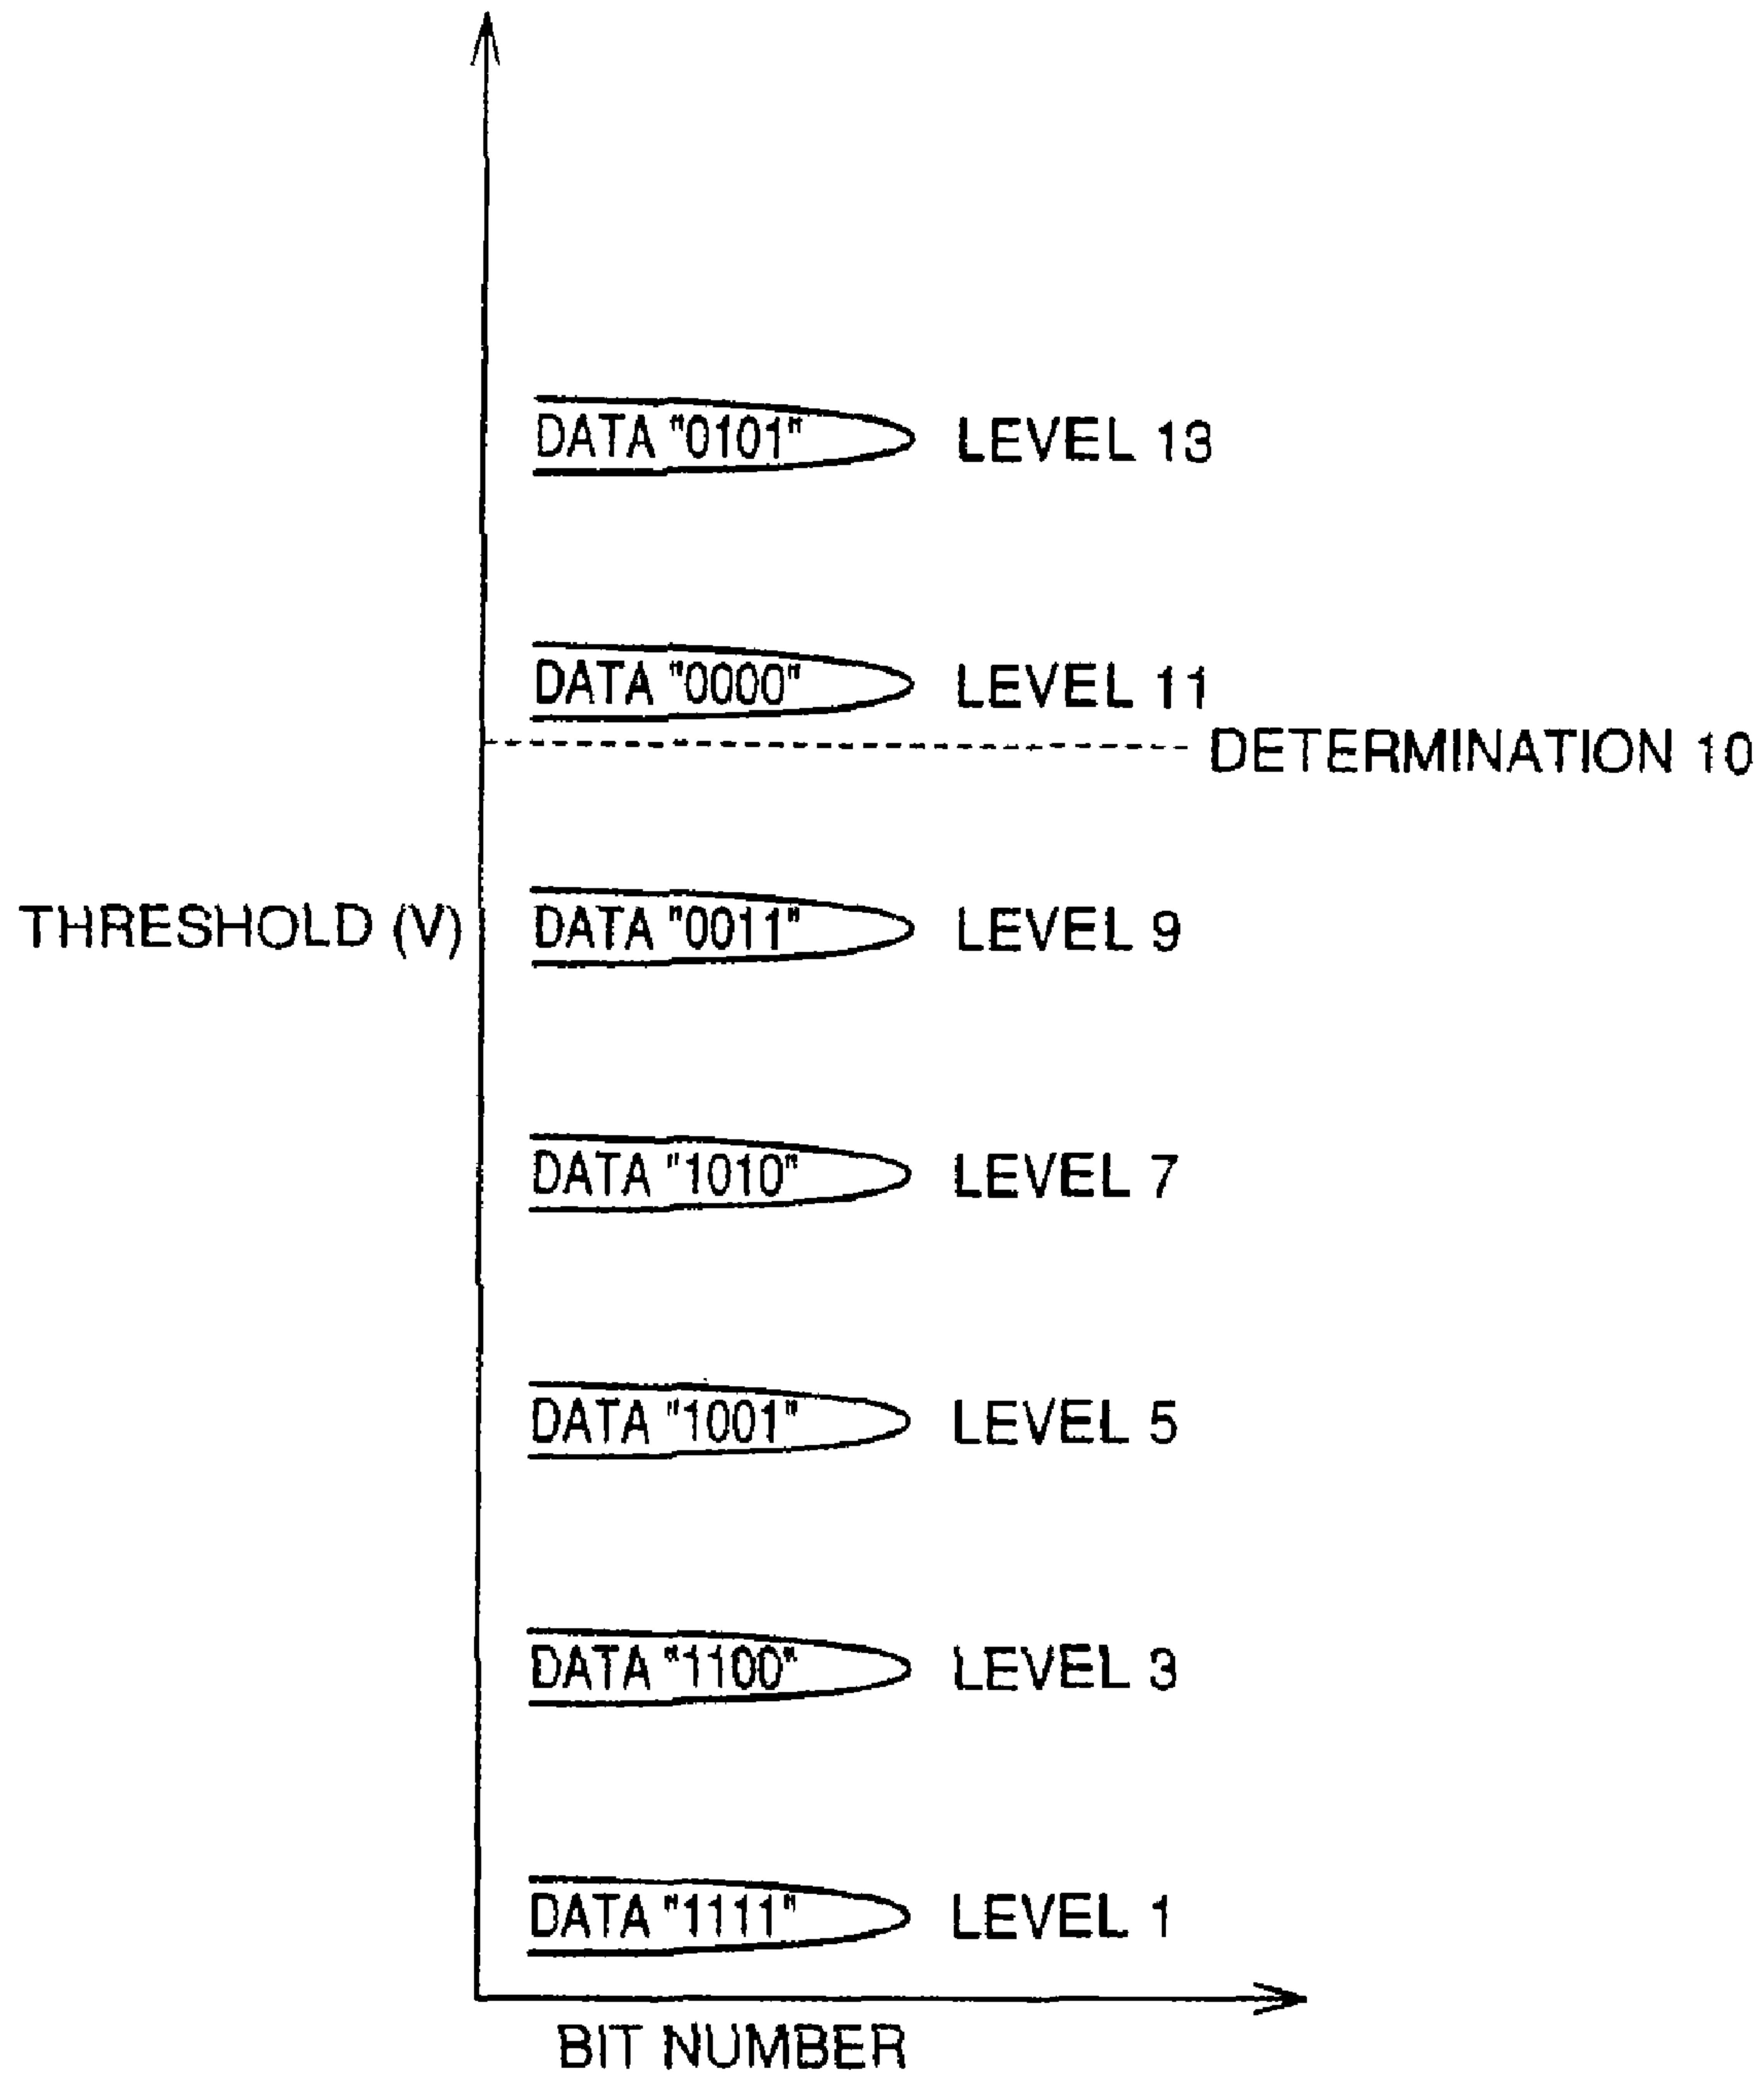 DATA "0101" LEVEL 13
DATA "0000" LEVEL 11
DETERMINATION 10
THRESHOLD (V) DATA "0011" LEVEL 9
DATA "1010" LEVEL 7
DATA "1001" LEVEL 5
DATA "1100" LEVEL 3
DATA "1111" LEVEL 1
BIT NUMBER